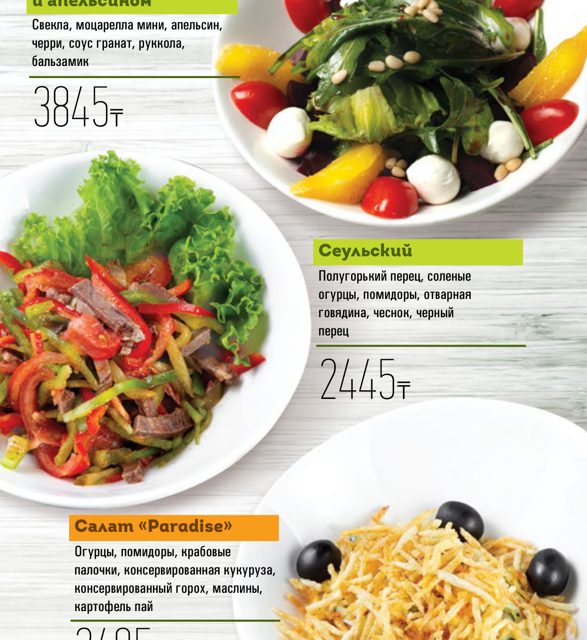 и апельсином
Свекла, моцарелла мини, апельсин,
черри, соус гранат, руккола,
бальзамик
3845₸
Сеульский
Полугорький перец, соленые
огурцы, помидоры, отварная
говядина, чеснок, черный
перец
2445₸
Салат «Paradise»
Огурцы, помидоры, крабовые
палочки, консервированная кукуруза,
консервированный горох, маслины,
картофель пай